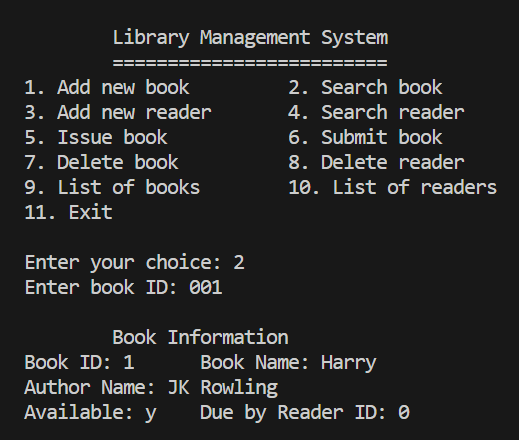 Library Management System
=========================
1. Add new book 2. Search book
3. Add new reader 4. Search reader
5. Issue book 6. Submit book
7. Delete book 8. Delete reader
9. List of books 10. List of readers
11. Exit
Enter your choice: 2
Enter book ID: 001
Book Information
Book ID: 1 Book Name: Harry
Author Name: JK Rowling
Available: y Due by Reader ID: 0